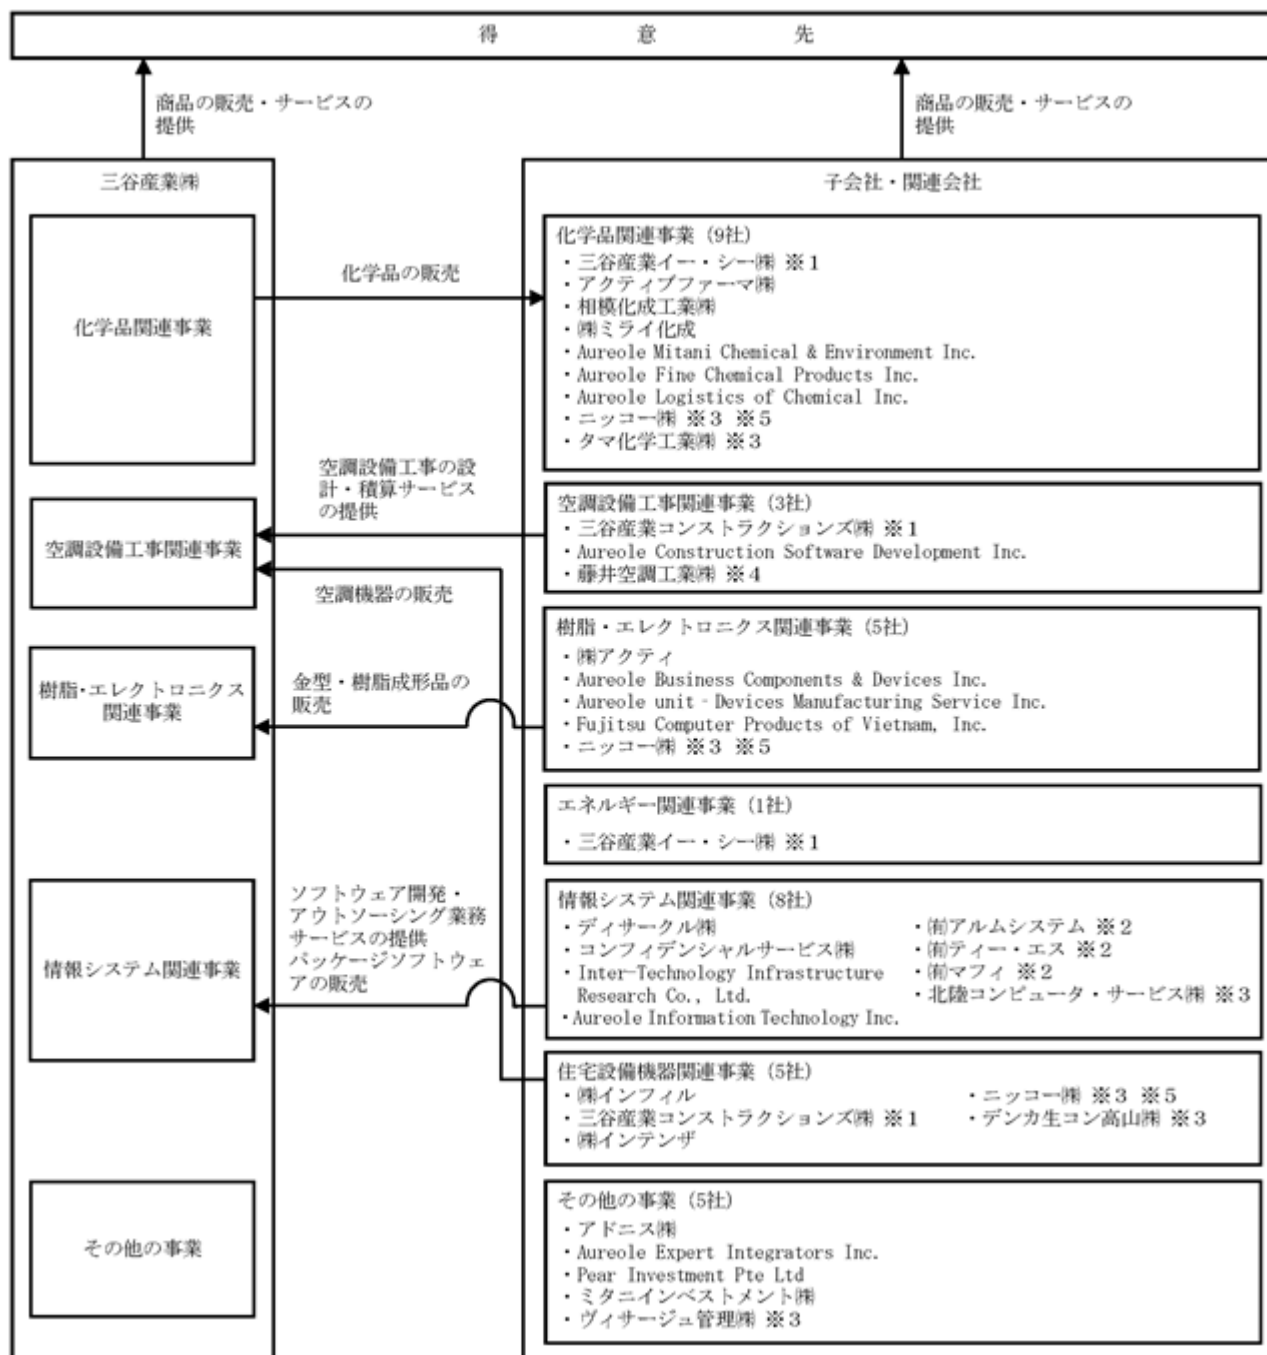 得意先
商品の販売・サービスの
提供
商品の販売・サービスの
提供
三谷産業㈱
子会社・関連会社
化学品関連事業
化学品の販売
化学品関連事業 (9社)
・三谷産業イー・シー㈱ ※1
・アクティブファーマ㈱
・相模化成工業㈱
・㈱ミライ化成
・Aureole Mitani Chemical & Environment Inc.
・Aureole Fine Chemical Products Inc.
・Aureole Logistics of Chemical Inc.
・ニッコー㈱ ※3 ※5
・タマ化学工業㈱ ※3
空調設備工事関連事業
空調設備工事の設
計・積算サービス
の提供
空調機器の販売
空調設備工事関連事業 (3社)
・三谷産業コンストラクションズ㈱ ※1
・Aureole Construction Software Development Inc.
・藤井空調工業㈱ ※4
樹脂・エレクトロニクス
関連事業
金型・樹脂成形品の
販売
樹脂・エレクトロニクス関連事業 (5社)
・㈱アクティ
・Aureole Business Components & Devices Inc.
・Aureole unit‐Devices Manufacturing Service Inc.
・Fujitsu Computer Products of Vietnam, Inc.
・ニッコー㈱ ※3 ※5
エネルギー関連事業 (1社)
・三谷産業イー・シー㈱ ※1
情報システム関連事業
ソフトウェア開発・
アウトソーシング業務
サービスの提供
パッケージソフトウェ
アの販売
情報システム関連事業 (8社)
・ディサークル㈱
・コンフィデンシャルサービス㈱
・Inter-Technology Infrastructure
Research Co., Ltd.
・Aureole Information Technology Inc.
・㈲アルムシステム ※2
・㈲ティー・エス ※2
・㈲マフィ ※2
・北陸コンピュータ・サービス㈱ ※3
住宅設備機器関連事業 (5社)
・㈱インフィル
・三谷産業コンストラクションズ㈱ ※1
・㈱インテンザ
・ニッコー㈱ ※3 ※5
・デンカ生コン高山㈱ ※3
その他の事業
その他の事業 (5社)
・アドニス㈱
・Aureole Expert Integrators Inc.
・Pear Investment Pte Ltd
・ミタニインベストメント㈱
・ヴィサージュ管理㈱ ※3